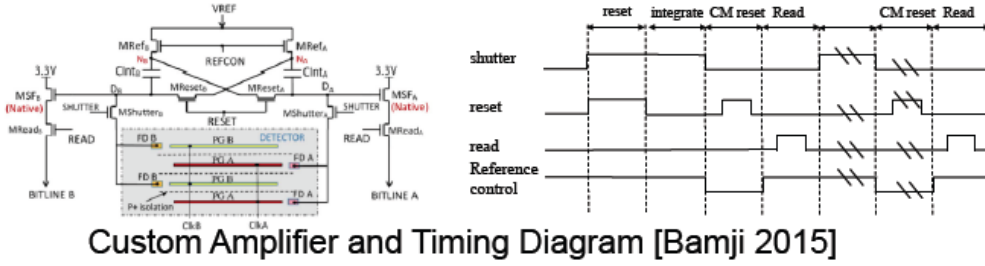 VREF
MRefB
MRefA
REFCON
NB
NA
3.3V
CintB
CintA
3.3V
DB
MResetB
MResetA
DA
MSFB
(Native)
SHUTTER
MShutterB
RESET
MShutterA
SHUTTER
MSFA
(Native)
MReadB
READ
READ
MReadA
DETECTOR
FD B
PG B
PG A
FD A
FD B
PG B
PG A
FD A
P+ Isolation
BITLINE B
ClkB
ClkA
BITLINE A
reset integrate CM reset Read CM reset Read
shutter
reset
read
Reference
control
Custom Amplifier and Timing Diagram [Bamji 2015]